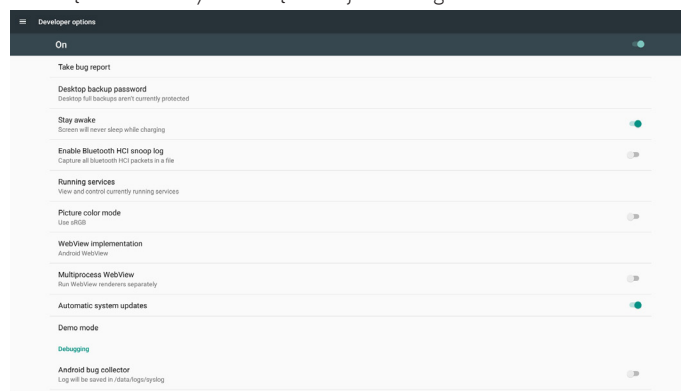 Developer options
On
Take bug report
Desktop backup password
Desktop full backups aren't currently protected
Stay awake
Screen will never sleep while charging
Enable Bluetooth HCI snoop log
Capture all bluetooth HCI packets in a file
Running services
View and control currently running services
Picture color mode
Use sRGB
WebView implementation
Android WebView
Multiprocess WebView
Run WebView renderers separately
Automatic system updates
Demo mode
Debugging
Android bug collector
Log will be saved in /data/logs/syslog